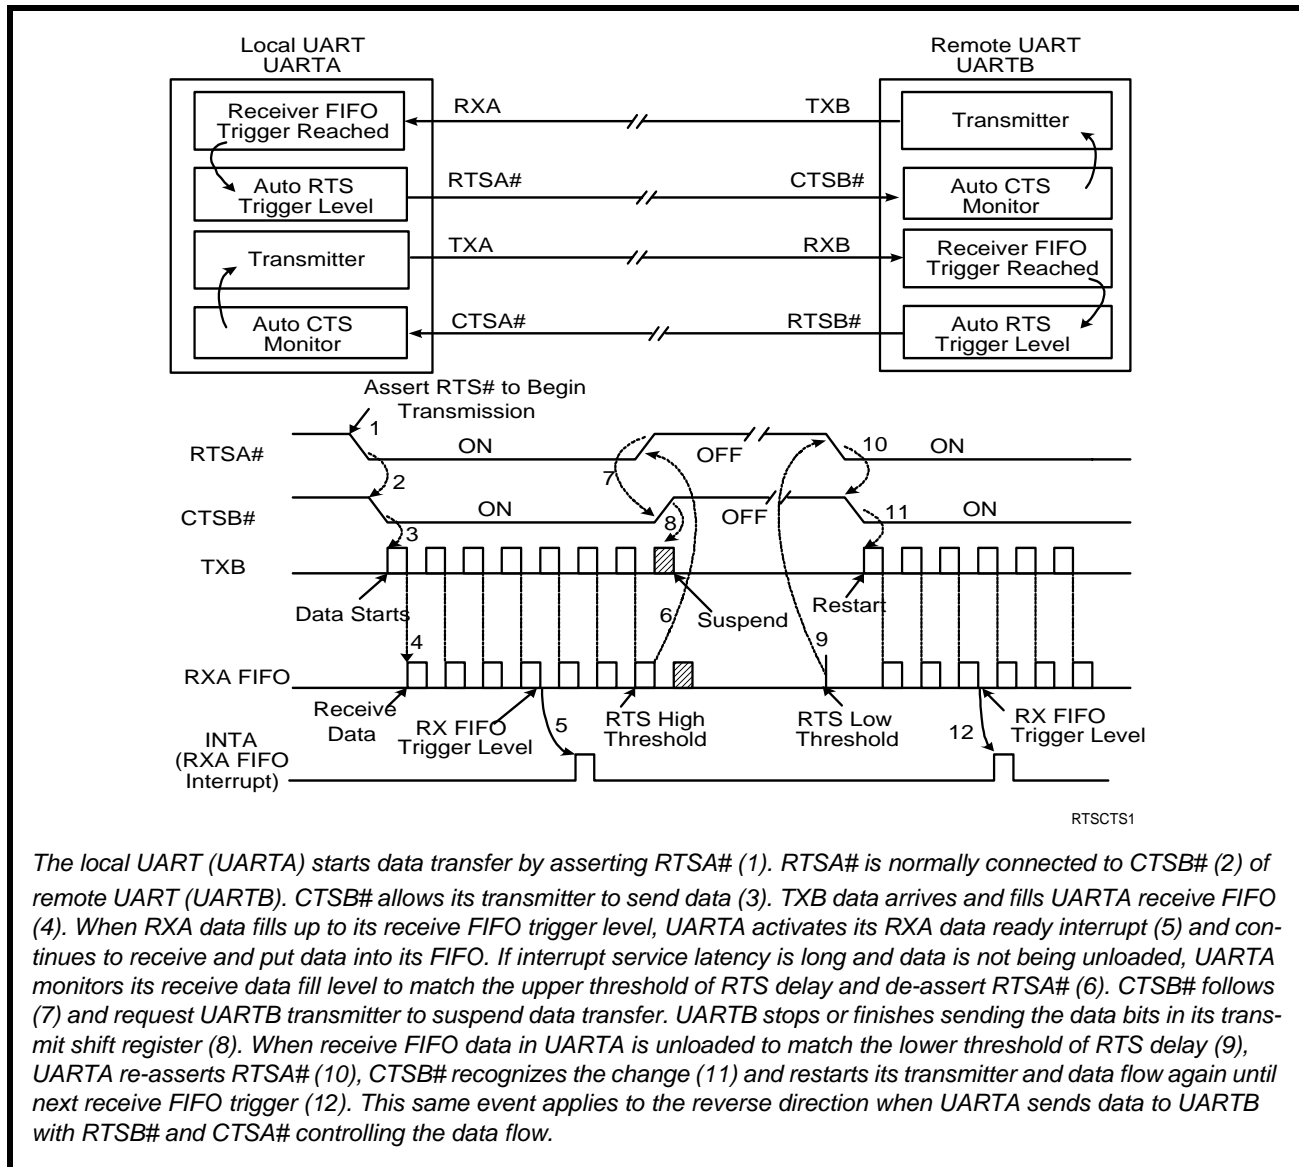 Local UART
UARTA
Remote UART
UARTB
Receiver FIFO
Trigger Reached
RXA
TXB
Transmitter
Auto RTS
Trigger Level
RTSA#
CTSB#
Auto CTS
Monitor
Transmitter
TXA
RXB
Receiver FIFO
Trigger Reached
Auto CTS
Monitor
CTSA#
RTSB#
Auto RTS
Trigger Level
Assert RTS# to Begin
Transmission
RTSA#
1
ON
7
OFF
10
ON
2
CTSB#
ON
8
OFF
11
ON
3
TXB
Data Starts
6
Suspend
Restart
4
9
RXA FIFO
Receive
Data
RX FIFO
Trigger Level
5
RTS High
Threshold
RTS Low
Threshold
12
RX FIFO
Trigger Level
INTA
(RXA FIFO
Interrupt)
RTSCTS1
The local UART (UARTA) starts data transfer by asserting RTSA# (1). RTSA# is normally connected to CTSB# (2) of
remote UART (UARTB). CTSB# allows its transmitter to send data (3). TXB data arrives and fills UARTA receive FIFO
(4). When RXA data fills up to its receive FIFO trigger level, UARTA activates its RXA data ready interrupt (5) and con-
tinues to receive and put data into its FIFO. If interrupt service latency is long and data is not being unloaded, UARTA
monitors its receive data fill level to match the upper threshold of RTS delay and de-assert RTSA# (6). CTSB# follows
(7) and request UARTB transmitter to suspend data transfer. UARTB stops or finishes sending the data bits in its trans-
mit shift register (8). When receive FIFO data in UARTA is unloaded to match the lower threshold of RTS delay (9),
UARTA re-asserts RTSA# (10), CTSB# recognizes the change (11) and restarts its transmitter and data flow again until
next receive FIFO trigger (12). This same event applies to the reverse direction when UARTA sends data to UARTB
with RTSB# and CTSA# controlling the data flow.